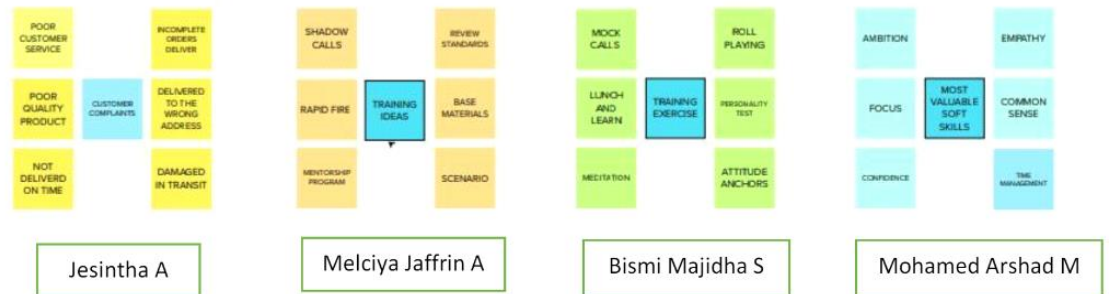 POOR
CUSTOMER
SERVICE
INCOMPLETE
ORDERS
DELIVER
POOR
QUALITY
PRODUCT
CUSTOMER
COMPLAINTS
DELIVERED
TO THE
WRONG
ADDRESS
NOT
DELIVERD
ON TIME
DAMAGED
IN TRANSIT
Jesintha A
SHADOW
CALLS
REVIEW
STANDARDS
RAPID FIRE
TRAINING
IDEAS
BASE
MATERIALS
MENTORSHIP
PROGRAM
SCENARIO
Melciya Jaffrin A
MOCK
CALLS
ROLL
PLAYING
LUNCH
AND
LEARN
TRAINING
EXERCISE
PERSONALITY
TEST
MEDITATION
ATTITUDE
ANCHORS
Bismi Majidha S
AMBITION
EMPATHY
FOCUS
MOST
VALUABLE
SOFT
SKILLS
COMMON
SENSE
CONFIDENCE
TIME
MANAGEMENT
Mohamed Arshad M